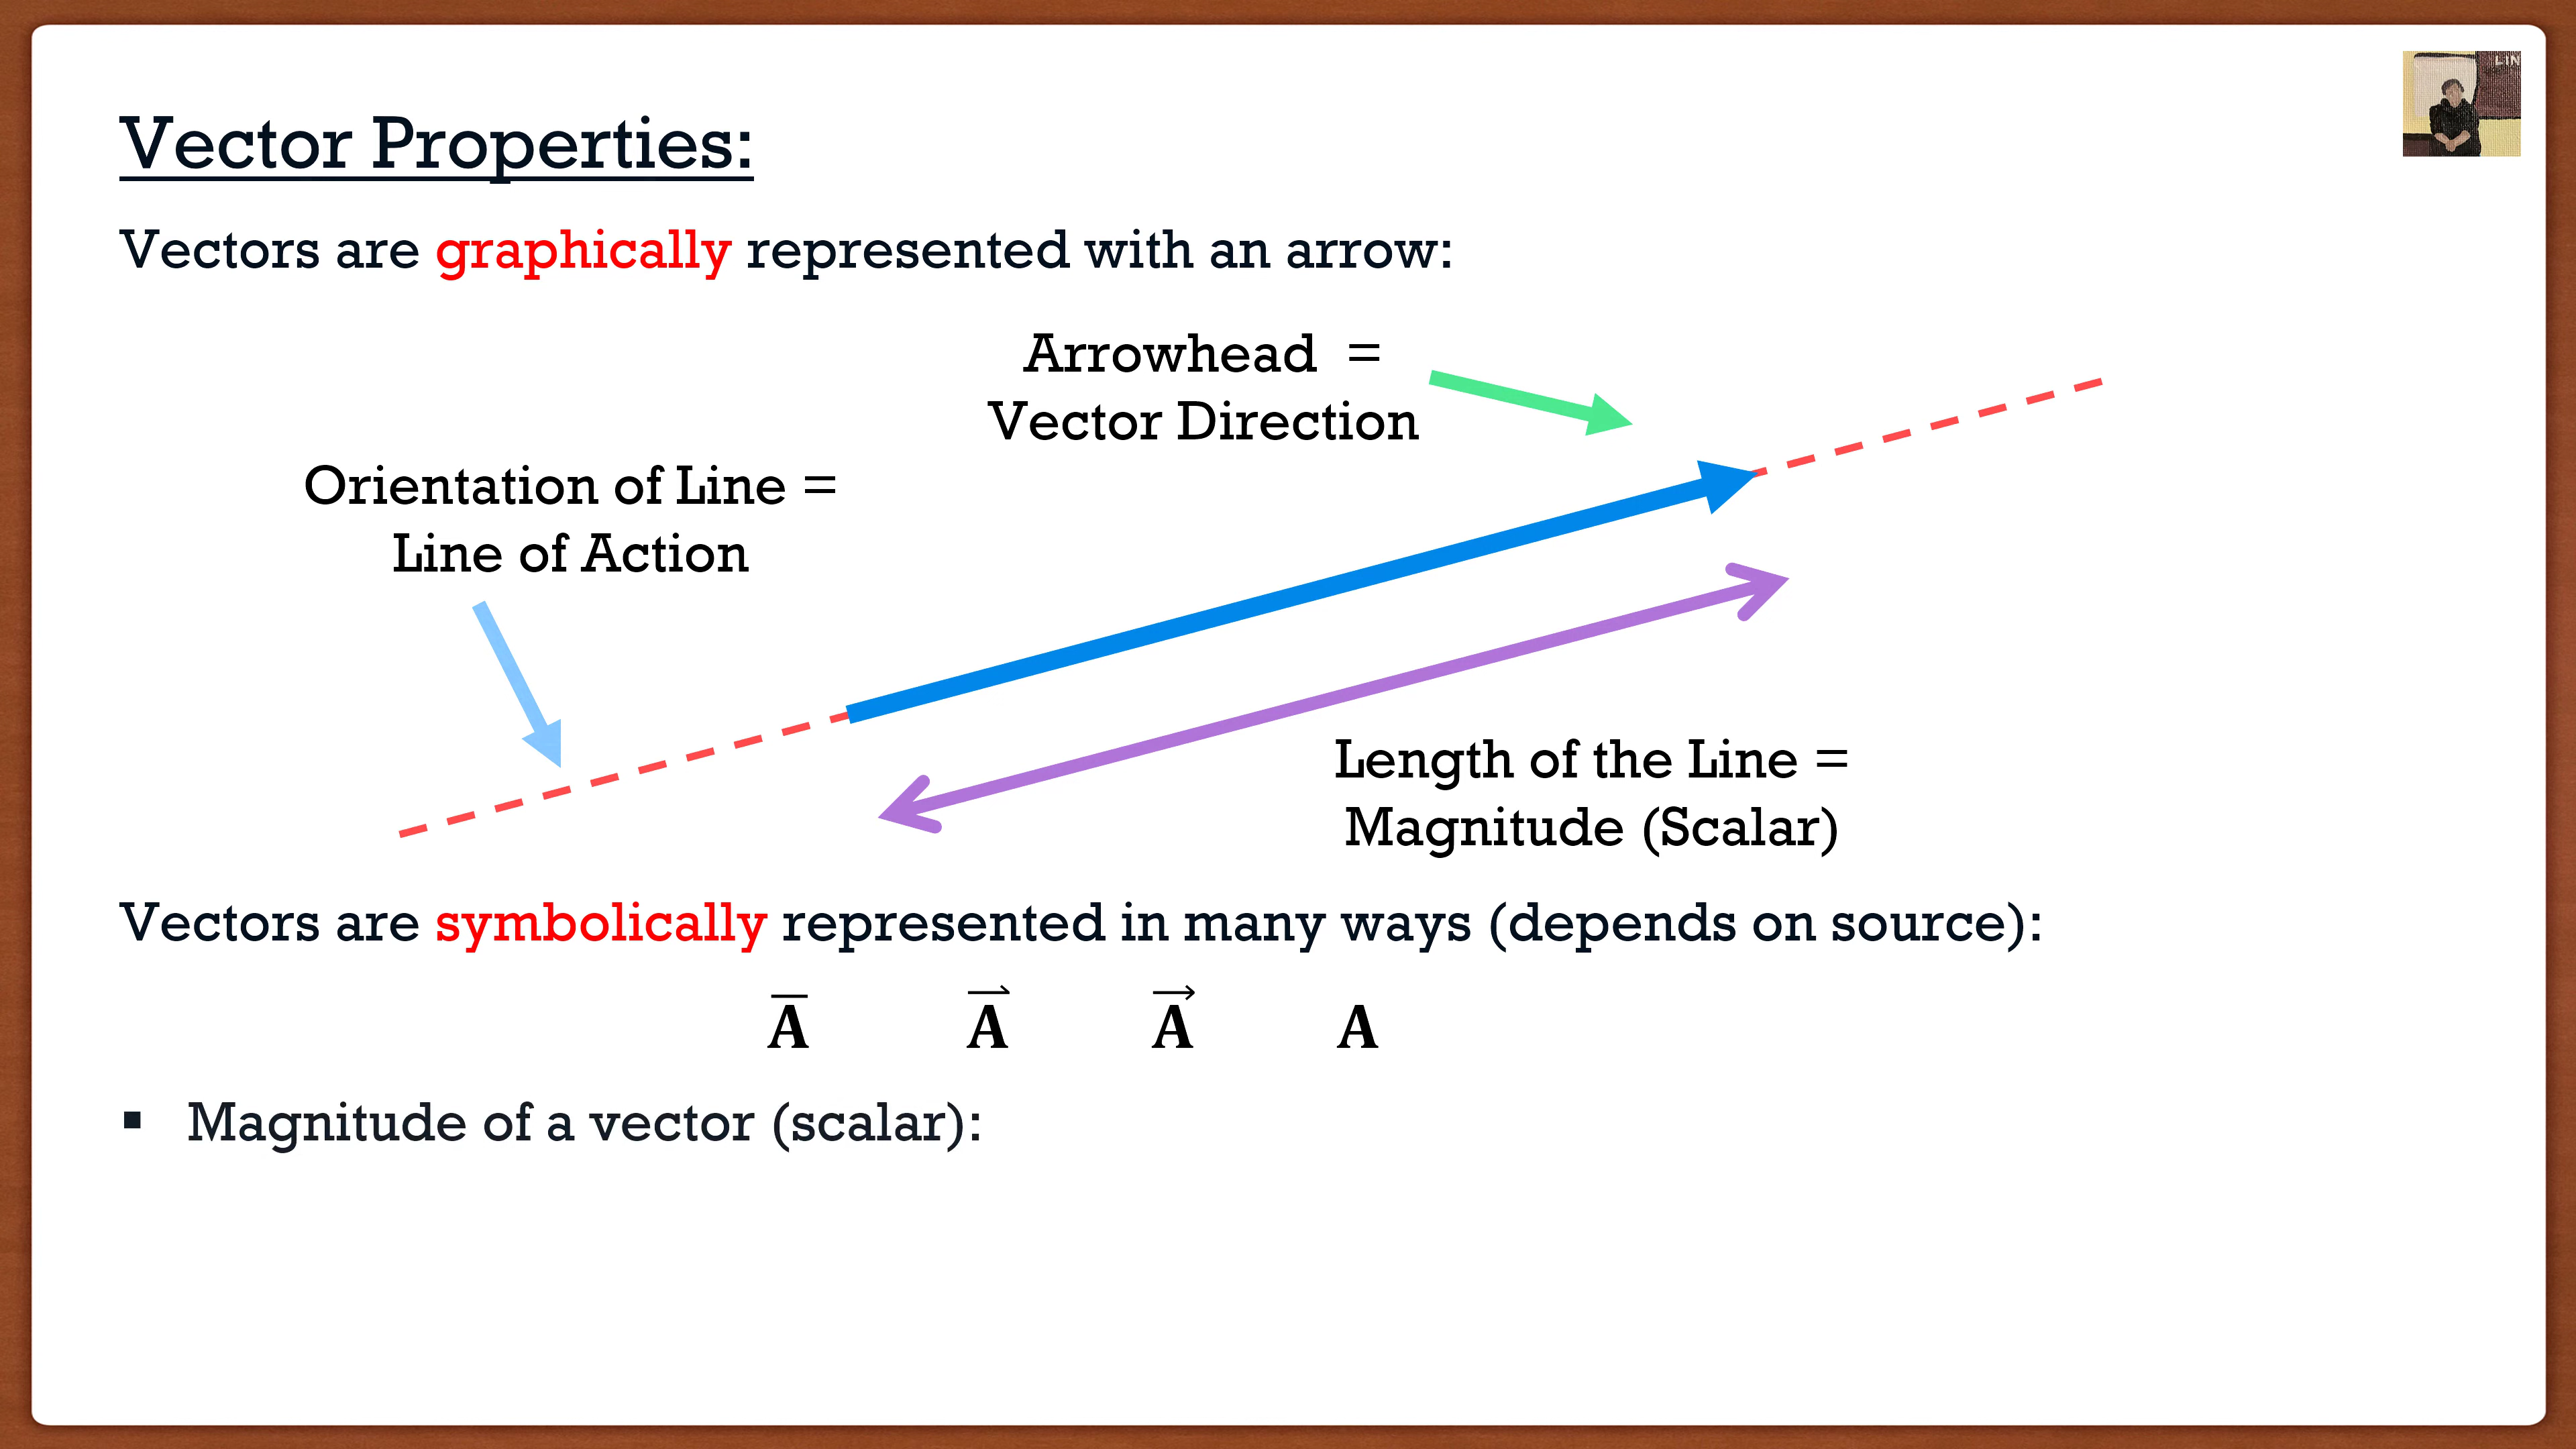 LIN
Vector Properties:
Vectors are graphically represented with an arrow:
Arrowhead =
Vector Direction
Orientation of Line =
Line of Action
Length of the Line =
Magnitude (Scalar)
Vectors are symbolically represented in many ways (depends on source):
A̅ A⃑ A⃗ A
▪ Magnitude of a vector (scalar):